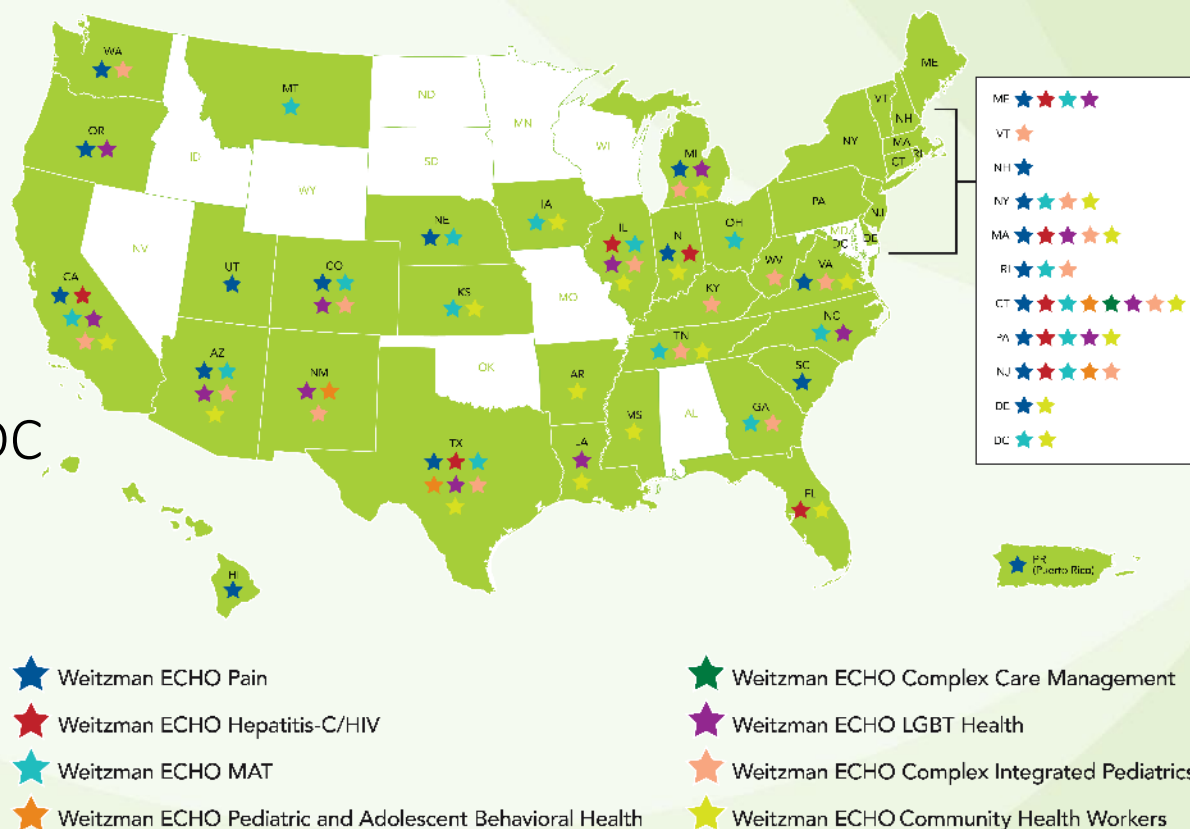 WA
MT
ND
MN
ME
VT
NH
OR
ID
SD
WI
MI
NY
MA
CT
RI
WY
NE
IA
PA
NJ
NV
UT
CO
KS
IL
IN
OH
MD
DC
DE
CA
MO
KY
WV
VA
AZ
NM
OK
AR
TN
NC
SC
TX
LA
MS
AL
GA
FL
HI
DC
ME
VT
NH
NY
MA
RI
CT
PA
NJ
DE
DC
PR
(Puerto Rico)
Weitzman ECHO Pain
Weitzman ECHO Hepatitis-C/HIV
Weitzman ECHO MAT
Weitzman ECHO Pediatric and Adolescent Behavioral Health
Weitzman ECHO Complex Care Management
Weitzman ECHO LGBT Health
Weitzman ECHO Complex Integrated Pediatrics
Weitzman ECHO Community Health Workers